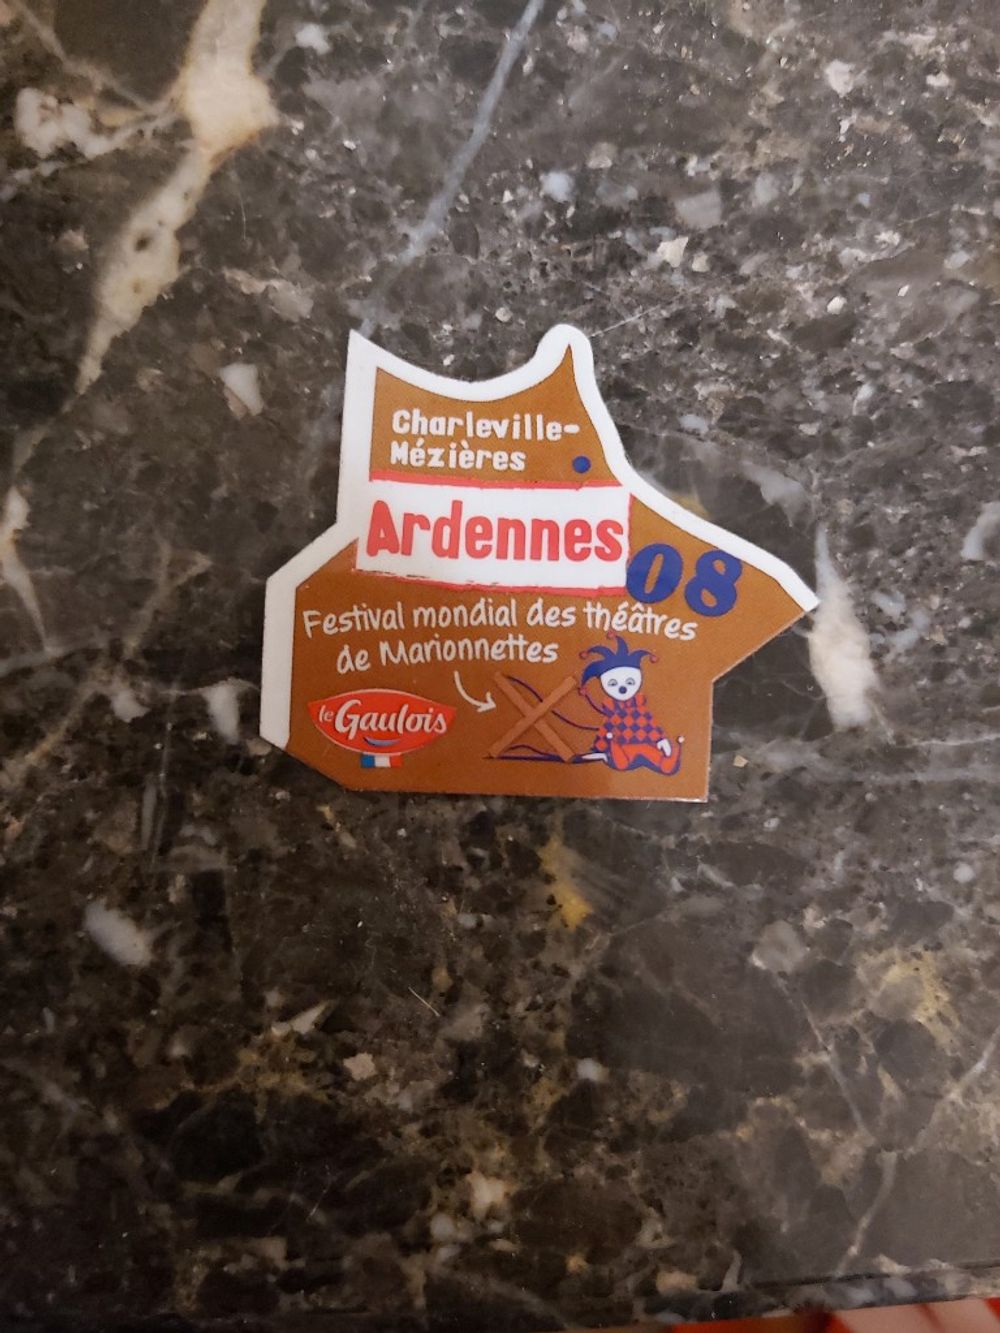 Charleville-
Mézières
Ardennes
08
Festival mondial des théâtres
de Marionnettes
le Gaulois